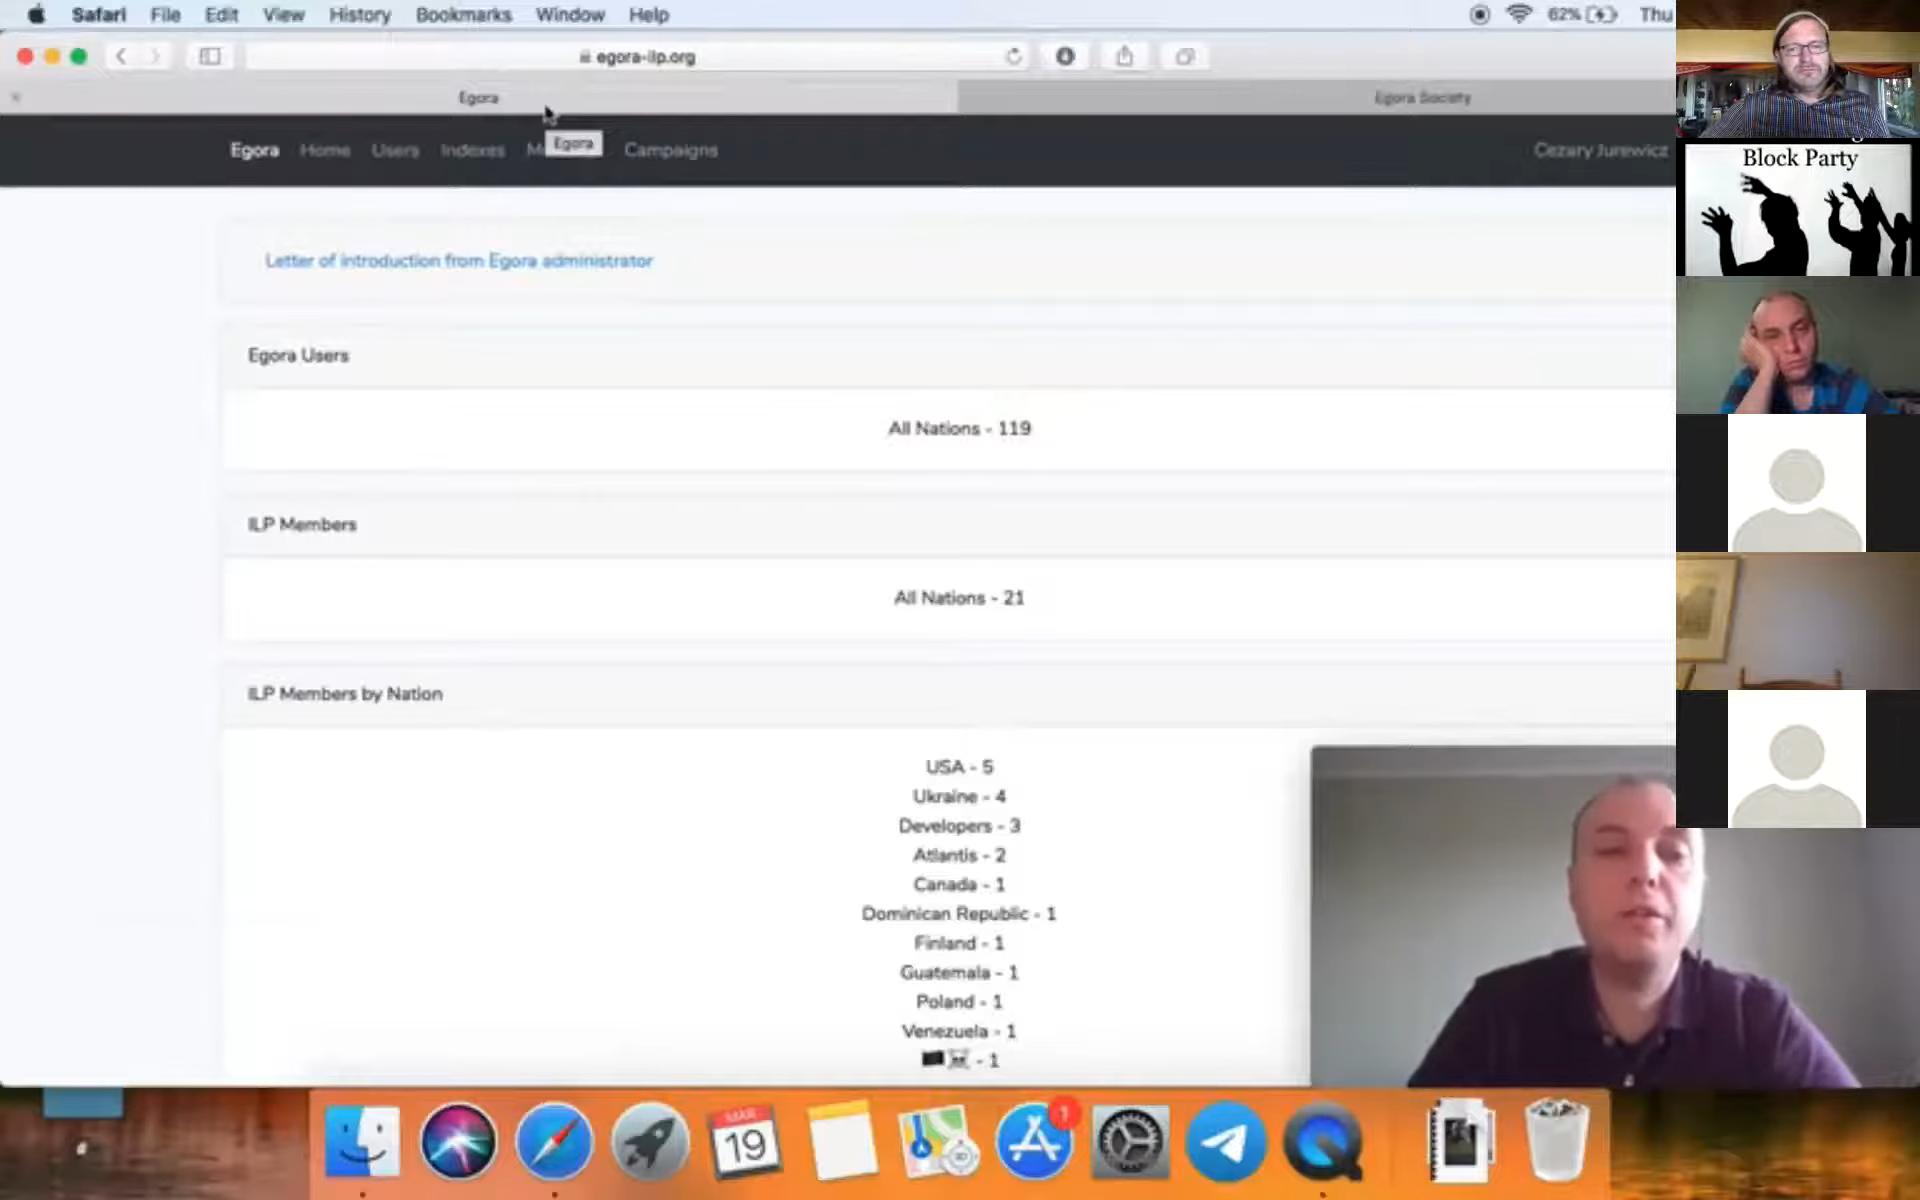 Safari File Edit View History Bookmarks Window Help 62% Thu
egora-ilp.org
Egora Egora Society
Egora Home Users Indexes Egora Campaigns Cezary Jurewicz
Letter of introduction from Egora administrator
Egora Users
All Nations - 119
ILP Members
All Nations - 21
ILP Members by Nation
USA - 5
Ukraine - 4
Developers - 3
Atlantis - 2
Canada - 1
Dominican Republic - 1
Finland - 1
Guatemala - 1
Poland - 1
Venezuela - 1
- 1
Block Party
MAR
19
1